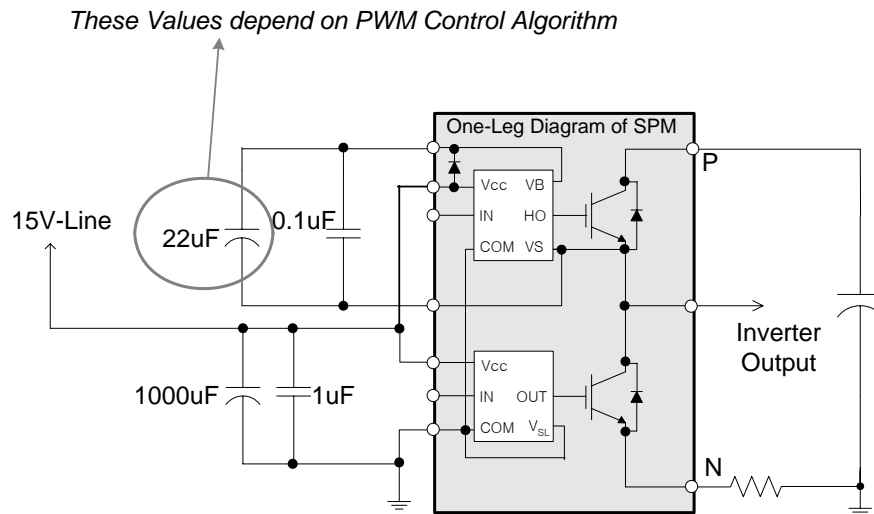 These Values depend on PWM Control Algorithm
One-Leg Diagram of SPM
P
Vcc VB
15V-Line
22uF
0.1uF
IN HO
COM VS
Inverter
Output
Vcc
1000uF
1uF
IN OUT
COM VSL
N